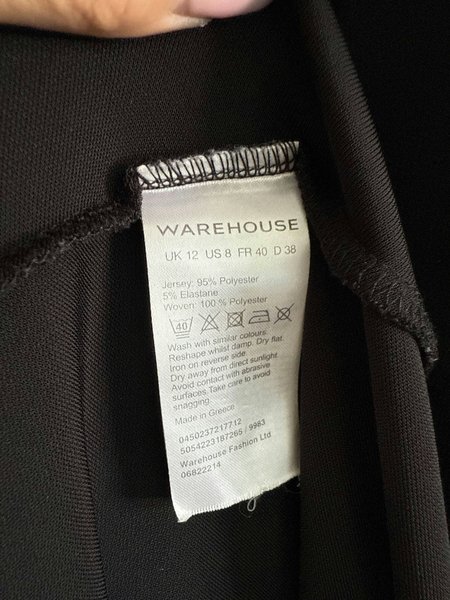 WAREHOUSE
UK 12 US 8 FR 40 D 38
Jersey: 95% Polyester
5% Elastane
Woven: 100 % Polyester
40
Wash with similar colours.
Reshape whilst damp. Dry flat.
Iron on reverse side.
Dry away from direct sunlight
Avoid contact with abrasive
surfaces.Take care to avoid
snagging.
Made in Greece
0450237217712
5054223187265 / 9983
Warehouse Fashion Ltd
06822214